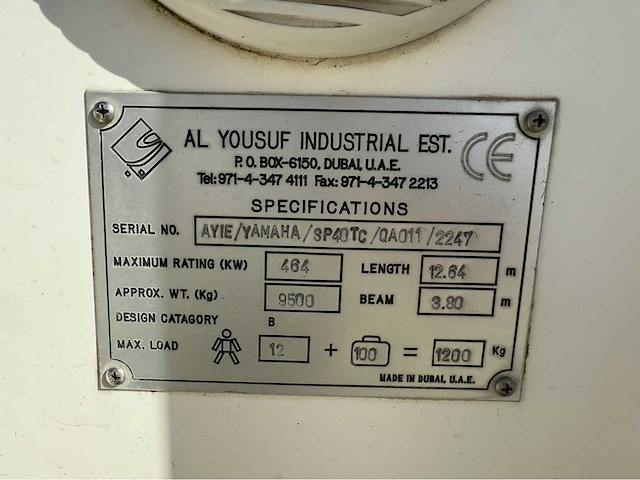 AL YOUSUF INDUSTRIAL EST. CE
P.O. BOX-6150, DUBAI, U.A.E.
Tel:971-4-347 4111 Fax:971-4-347 2213
SPECIFICATIONS
SERIAL NO. AYIE/YAMAHA/SP40TC/QA011/2247
MAXIMUM RATING (KW) 464 LENGTH 12.64 m
APPROX. WT. (Kg) 9500 BEAM 3.80 m
DESIGN CATAGORY B
MAX. LOAD 12 + 100 = 1200 Kg
MADE IN DUBAI, U.A.E.